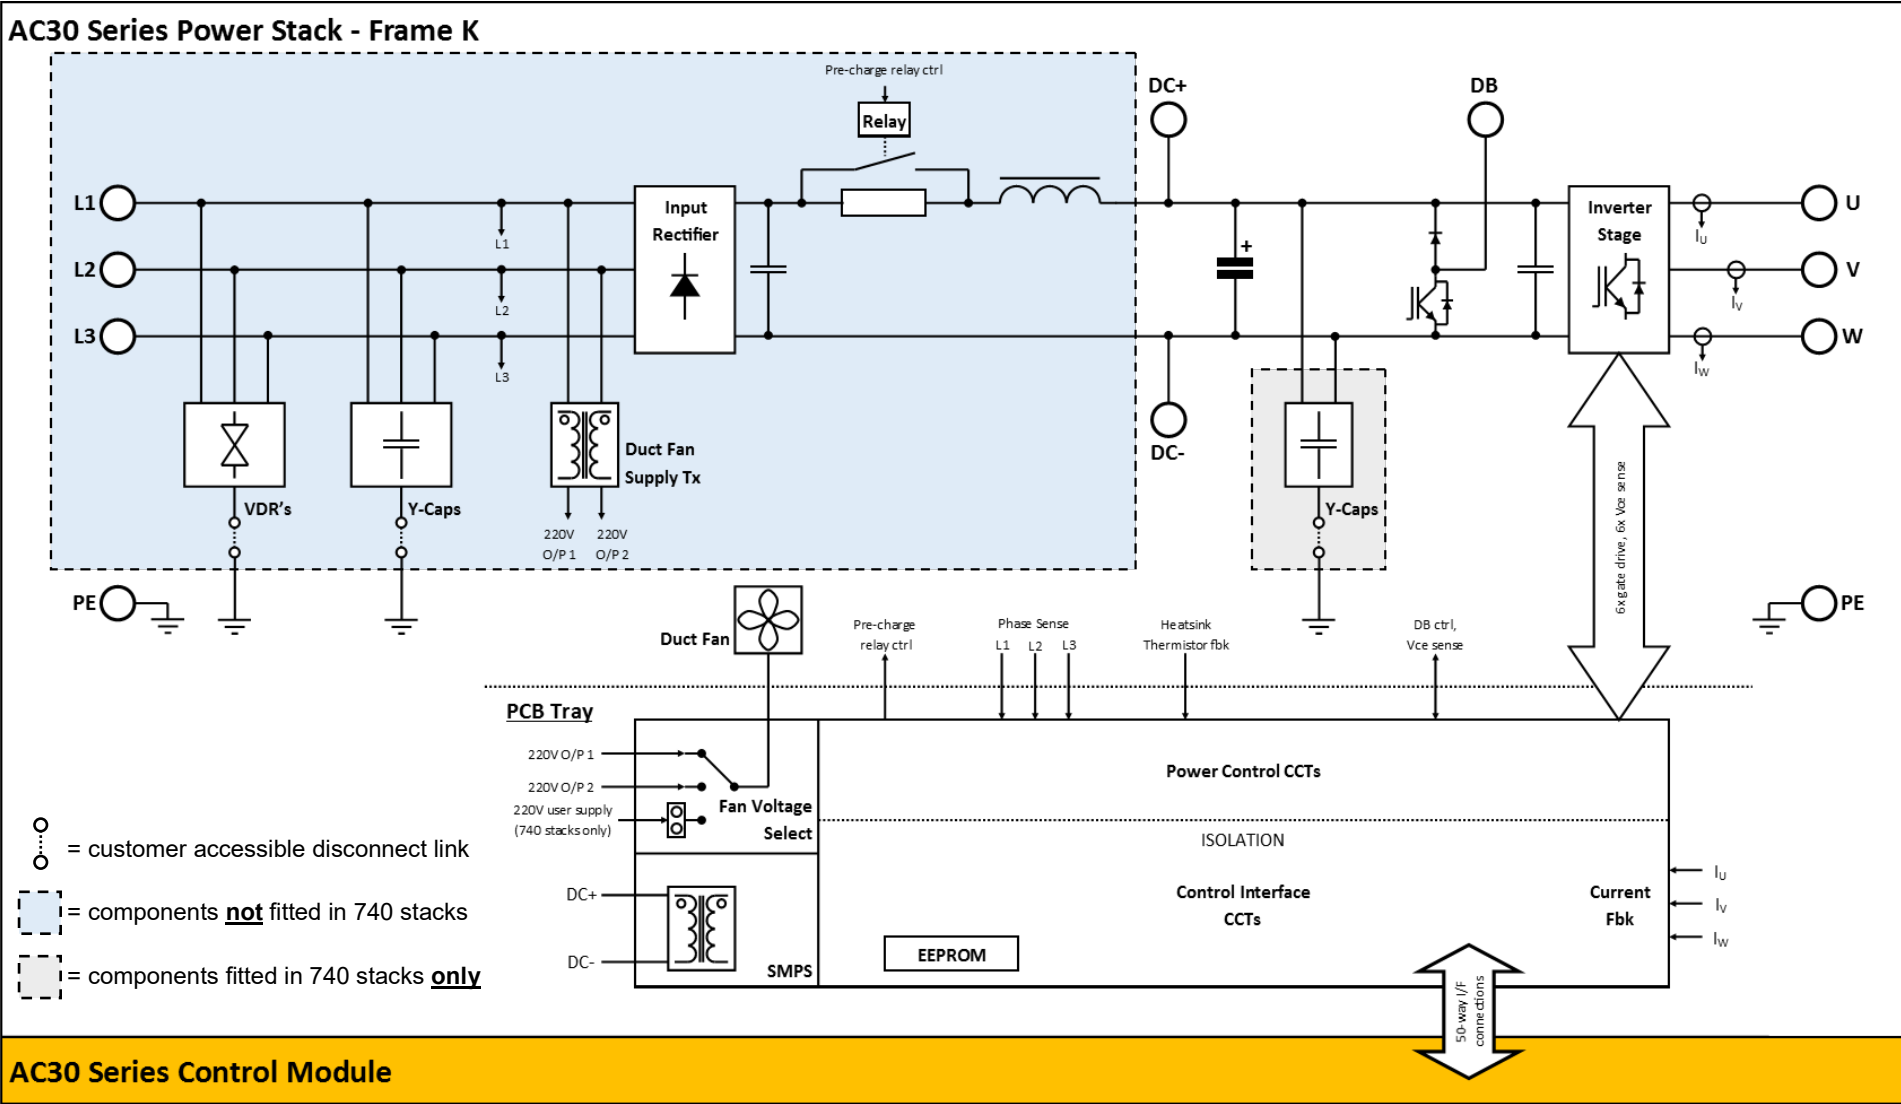 AC30 Series Power Stack - Frame K
Pre-charge relay ctrl
Relay
DC+
DB
L1
L2
L3
Input
Rectifier
L1
L2
L3
+
Inverter
Stage
IU
IV
IW
U
V
W
DC-
VDR's
Y-Caps
Duct Fan
Supply Tx
220V
O/P 1
220V
O/P 2
Y-Caps
6x gate drive, 6x Vce sense
PE
PE
Duct Fan
Pre-charge
relay ctrl
Phase Sense
L1 L2 L3
Heatsink
Thermistor fbk
DB ctrl,
Vce sense
PCB Tray
220V O/P 1
220V O/P 2
220V user supply
(740 stacks only)
Fan Voltage
Select
Power Control CCTs
ISOLATION
Control Interface
CCTs
Current
Fbk
IU
IV
IW
DC+
DC-
SMPS
EEPROM
50-way I/F
connections
= customer accessible disconnect link
= components not fitted in 740 stacks
= components fitted in 740 stacks only
AC30 Series Control Module